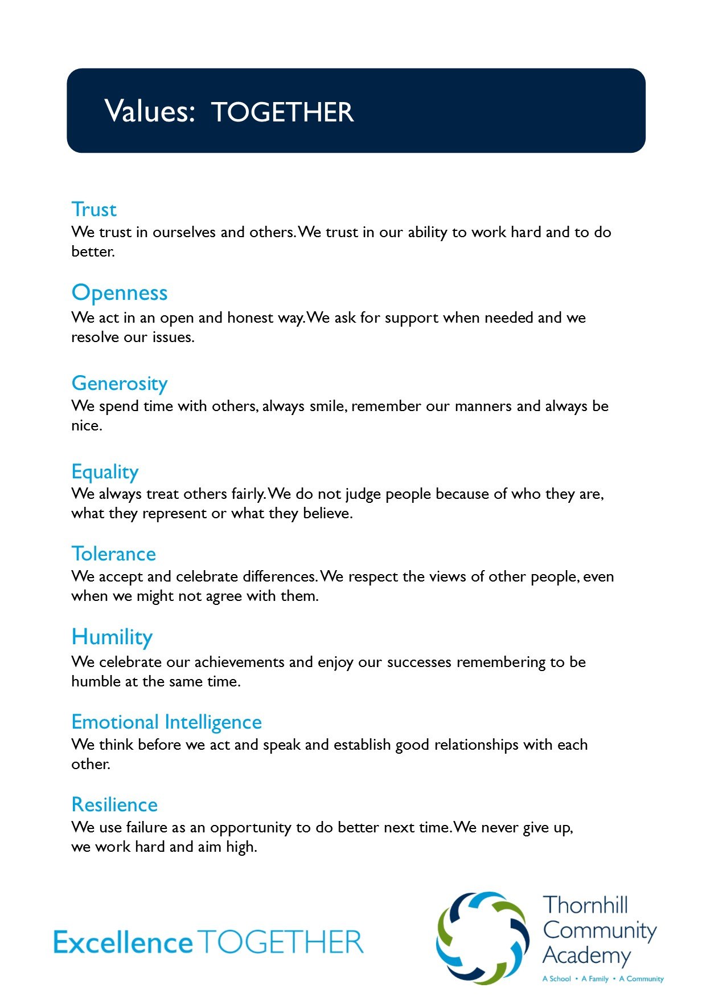 Values: TOGETHER
Trust
We trust in ourselves and others. We trust in our ability to work hard and to do
better.
Openness
We act in an open and honest way. We ask for support when needed and we
resolve our issues.
Generosity
We spend time with others, always smile, remember our manners and always be
nice.
Equality
We always treat others fairly. We do not judge people because of who they are,
what they represent or what they believe.
Tolerance
We accept and celebrate differences. We respect the views of other people, even
when we might not agree with them.
Humility
We celebrate our achievements and enjoy our successes remembering to be
humble at the same time.
Emotional Intelligence
We think before we act and speak and establish good relationships with each
other.
Resilience
We use failure as an opportunity to do better next time. We never give up,
we work hard and aim high.
Excellence TOGETHER
Thornhill
Community
Academy
A School • A Family • A Community